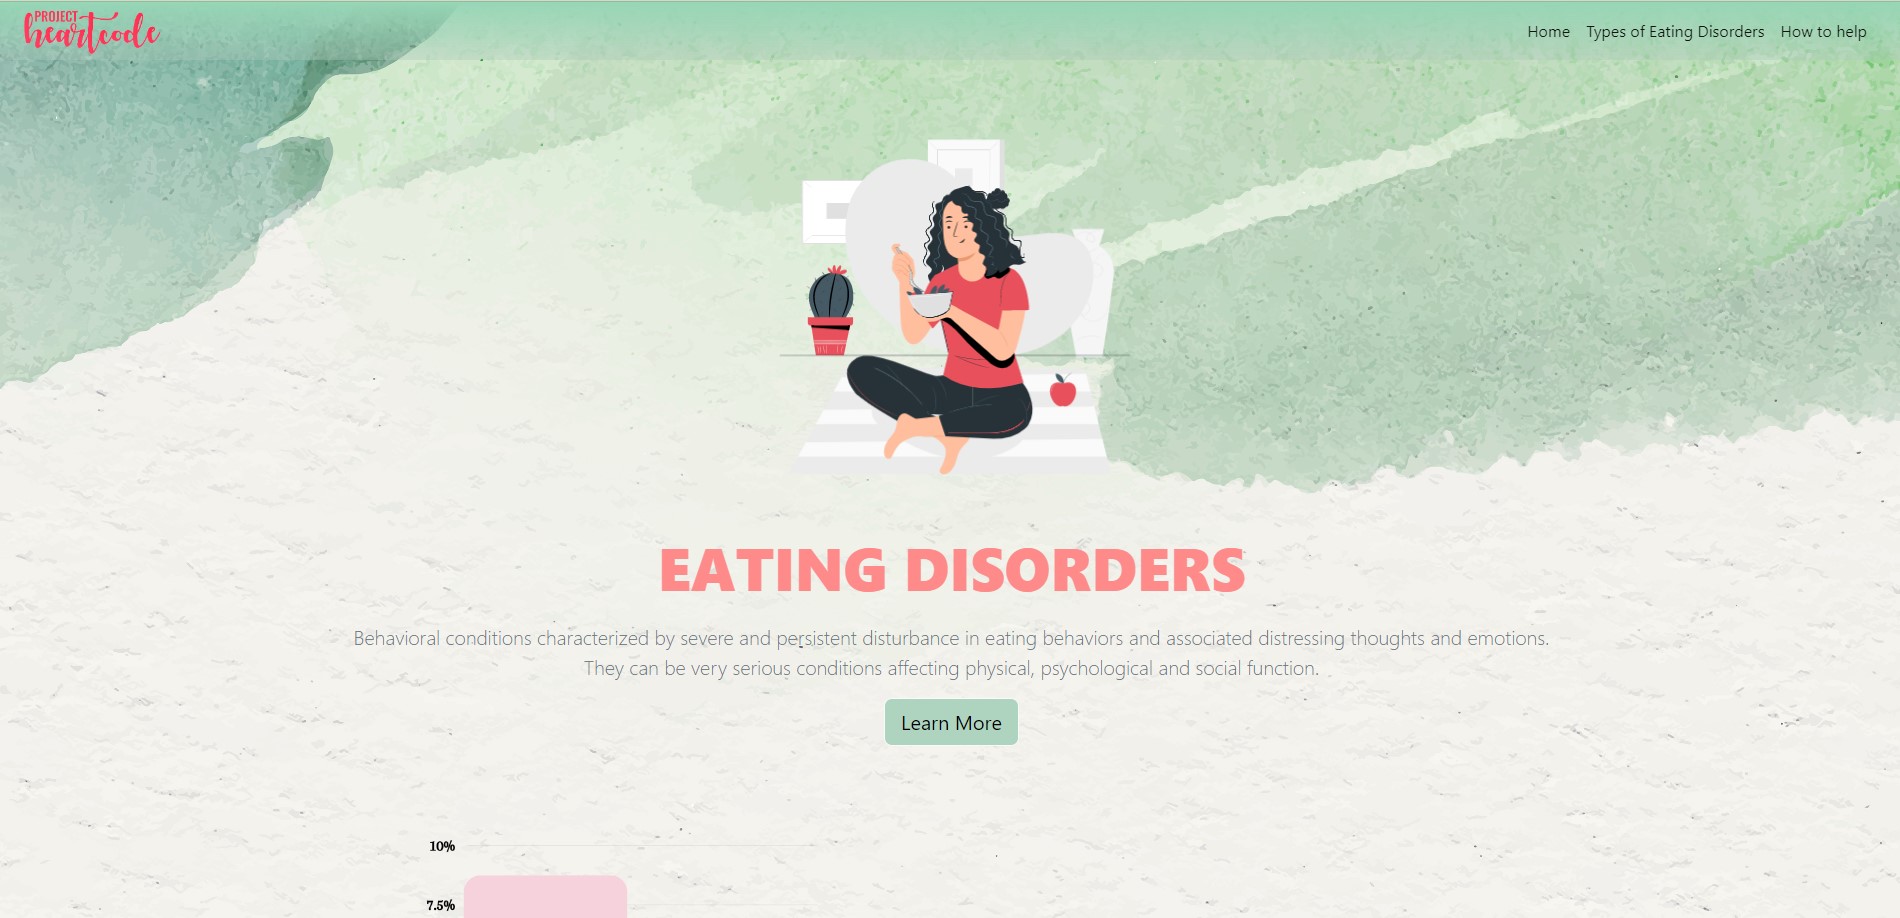 PROJECT
heartcode
Home Types of Eating Disorders How to help
EATING DISORDERS
Behavioral conditions characterized by severe and persistent disturbance in eating behaviors and associated distressing thoughts and emotions.
They can be very serious conditions affecting physical, psychological and social function.
Learn More
10%
7.5%